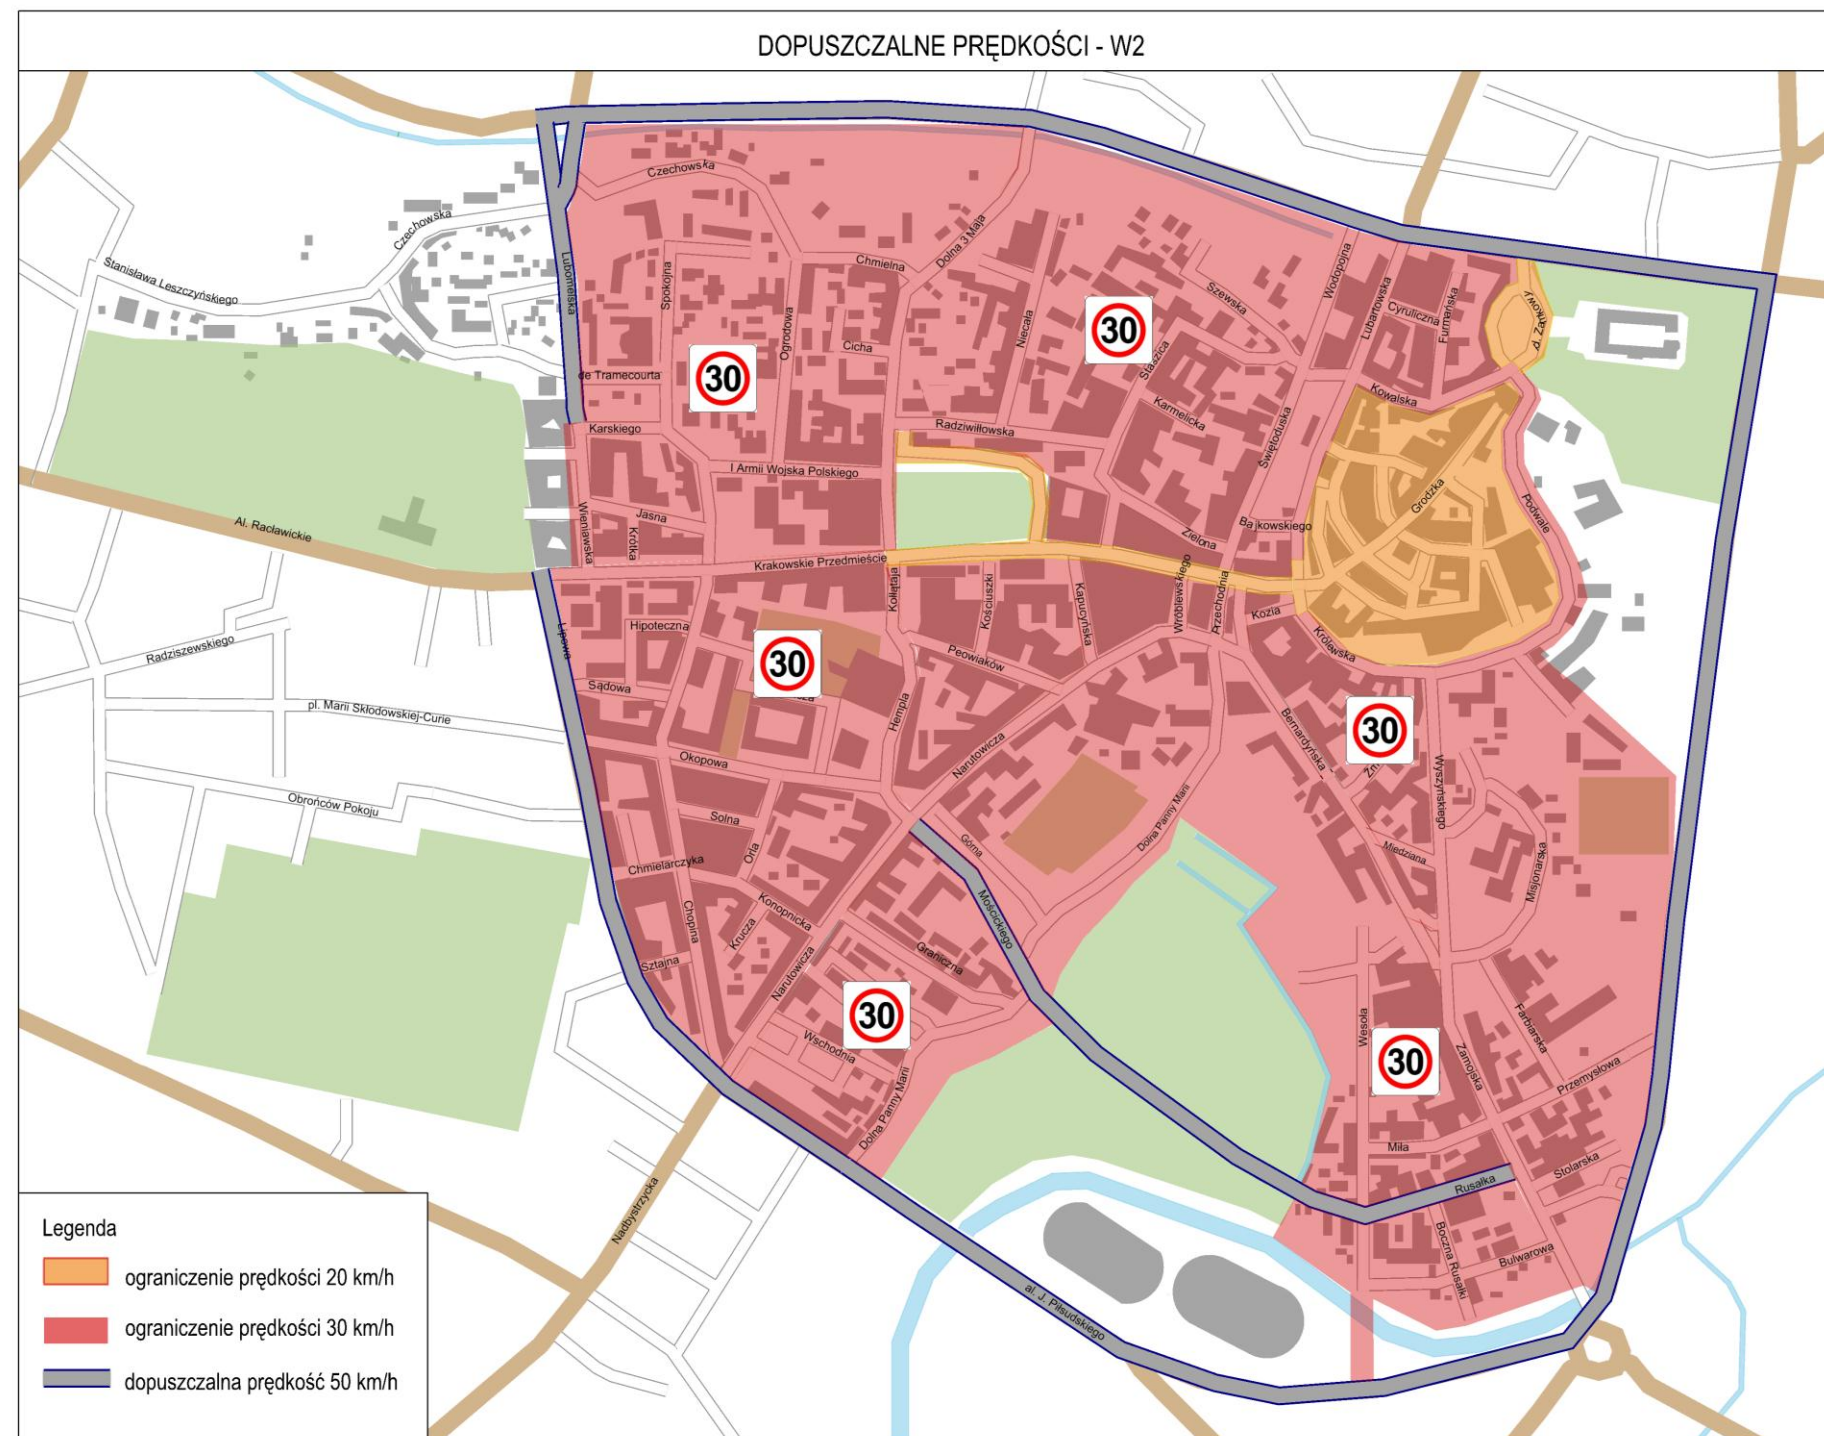 DOPUSZCZALNE PRĘDKOŚCI - W2
Czechowska
Czechowska
Stanisława Leszczyńskiego
Lubomelska
Spokojna
Ogrodowa
Chmielna
Dolna 3 Maja
Niecała
Cicha
Szewska
Staszica
Karmelicka
Wodopojna
Lubartowska
Cyruliczna
Furmańska
pl. Zamkowy
Kowalska
Świętoduska
30
30
de Tramecourta
Karskiego
Radziwiłłowska
I Armii Wojska Polskiego
Jasna
Krótka
Wieniawska
Al. Racławickie
Krakowskie Przedmieście
Zielona
Bajkowskiego
Grodzka
Podwale
Kołłątaja
Kościuszki
Kapucyńska
Wróblewskiego
Przechodnia
Kozia
Królewska
Lipowa
Hipoteczna
Radziszewskiego
Sądowa
30
Peowiaków
pl. Marii Skłodowskiej-Curie
Hempla
Narutowicza
Bernardyńska
30
Wyszyńskiego
Okopowa
Obrońców Pokoju
Solna
Orla
Górna
Dolna Panny Marii
Miedziana
Misjonarska
Chmielarczyka
Chopina
Konopnicka
Krucza
Mościckiego
Graniczna
Sztajna
Narutowicza
30
Wschodnia
Dolna Panny Marii
Wesoła
30
Farbiarska
Zamojska
Przemysłowa
Miła
Stolarska
Rusałka
Boczna Rusałki
Bulwarowa
Nadbystrzycka
al. J. Piłsudskiego
Legenda
ograniczenie prędkości 20 km/h
ograniczenie prędkości 30 km/h
dopuszczalna prędkość 50 km/h